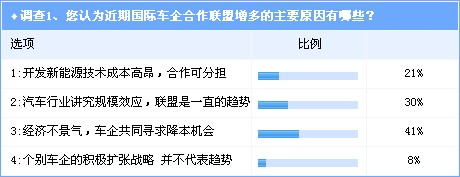 ♦调查1、您认为近期国际车企合作联盟增多的主要原因有哪些？
选项 比例
1:开发新能源技术成本高昂，合作可分担 21%
2:汽车行业讲究规模效应，联盟是一直的趋势 30%
3:经济不景气，车企共同寻求降本机会 41%
4:个别车企的积极扩张战略 并不代表趋势 8%